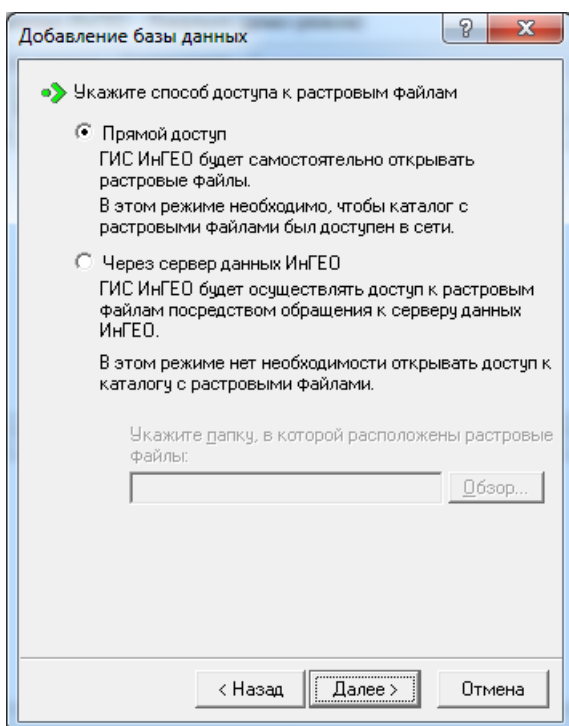 Добавление базы данных
Укажите способ доступа к растровым файлам
Прямой доступ
ГИС ИнГЕО будет самостоятельно открывать
растровые файлы.
В этом режиме необходимо, чтобы каталог с
растровыми файлами был доступен в сети.
Через сервер данных ИнГЕО
ГИС ИнГЕО будет осуществлять доступ к растровым
файлам посредством обращения к серверу данных
ИнГЕО.
В этом режиме нет необходимости открывать доступ к
каталогу с растровыми файлами.
Укажите папку, в которой расположены растровые
файлы:
Обзор...
< Назад Далее > Отмена